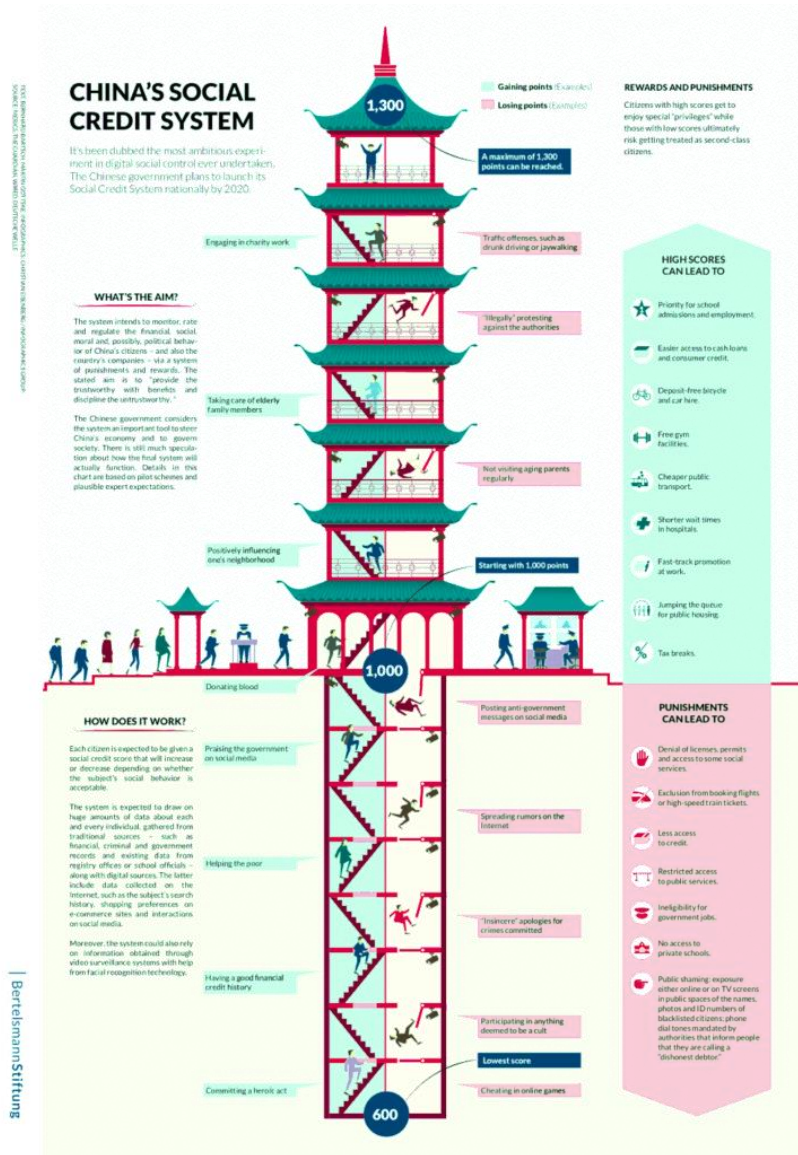 CHINA'S SOCIAL
CREDIT SYSTEM
It's been dubbed the most ambitious experi-
ment in digital social control ever undertaken.
The Chinese government plans to launch its
Social Credit System nationally by 2020.
1,300
Gaining points (Examples)
Losing points (Examples)
A maximum of 1,300
points can be reached.
REWARDS AND PUNISHMENTS
Citizens with high scores get to
enjoy special "privileges" while
those with low scores ultimately
risk getting treated as second-class
citizens.
WHAT'S THE AIM?
The system intends to monitor, rate
and regulate the financial, social,
moral and, possibly, political behav-
ior of China's citizens – and also the
country's companies – via a system
of punishments and rewards. The
stated aim is to "provide the
trustworthy with benefits and
discipline the untrustworthy."
The Chinese government considers
the system an important tool to steer
China's economy and to govern
society. There is still much specula-
tion about how the final system will
actually function. Details in this
chart are based on pilot schemes and
plausible expert expectations.
Engaging in charity work
Traffic offenses, such as
drunk driving or jaywalking
"Illegally" protesting
against the authorities
Taking care of elderly
family members
Not visiting aging parents
regularly
Positively influencing
one's neighborhood
Starting with 1,000 points
1,000
Donating blood
Posting anti-government
messages on social media
Praising the government
on social media
Spreading rumors on the
Internet
Helping the poor
"Insincere" apologies for
crimes committed
Having a good financial
credit history
Participating in anything
deemed to be a cult
Lowest score
Committing a heroic act
Cheating in online games
600
HOW DOES IT WORK?
Each citizen is expected to be given a
social credit score that will increase
or decrease depending on whether
the subject's social behavior is
acceptable.
The system is expected to draw on
huge amounts of data about each
and every individual, gathered from
traditional sources – such as
financial, criminal and government
records and existing data from
registry offices or school officials –
along with digital sources. The latter
include data collected on the
Internet, such as the subject's search
history, shopping preferences on
e-commerce sites and interactions
on social media.
Moreover, the system could also rely
on information obtained through
video surveillance systems with help
from facial recognition technology.
HIGH SCORES
CAN LEAD TO
Priority for school
admissions and employment.
Easier access to cash loans
and consumer credit.
Deposit-free bicycle
and car hire.
Free gym
facilities.
Cheaper public
transport.
Shorter wait times
in hospitals.
Fast-track promotion
at work.
Jumping the queue
for public housing.
Tax breaks.
PUNISHMENTS
CAN LEAD TO
Denial of licenses, permits
and access to some social
services.
Exclusion from booking flights
or high-speed train tickets.
Less access
to credit.
Restricted access
to public services.
Ineligibility for
government jobs.
No access to
private schools.
Public shaming: exposure
either online or on TV screens
in public spaces of the names,
photos and ID numbers of
blacklisted citizens; phone
dial tones mandated by
authorities that inform people
that they are calling a
"dishonest debtor"
BertelsmannStiftung